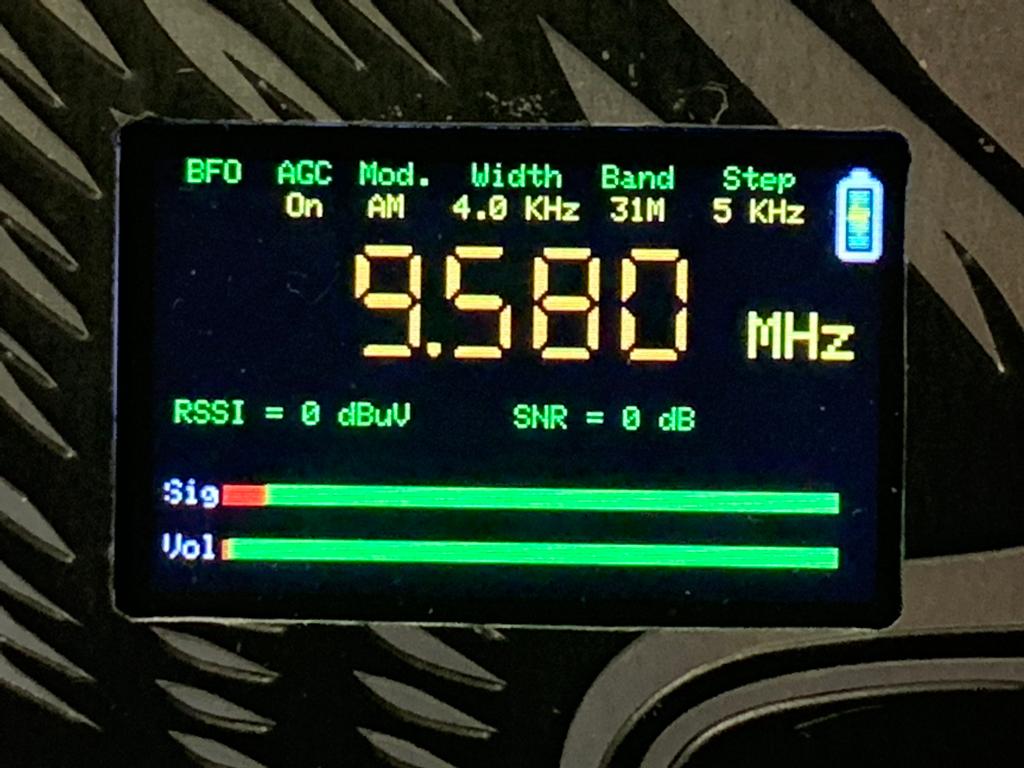 BFO AGC Mod. Width Band Step
On AM 4.0 KHz 31M 5 KHz
9.580 MHz
RSSI = 0 dBuV SNR = 0 dB
Sig
Vol